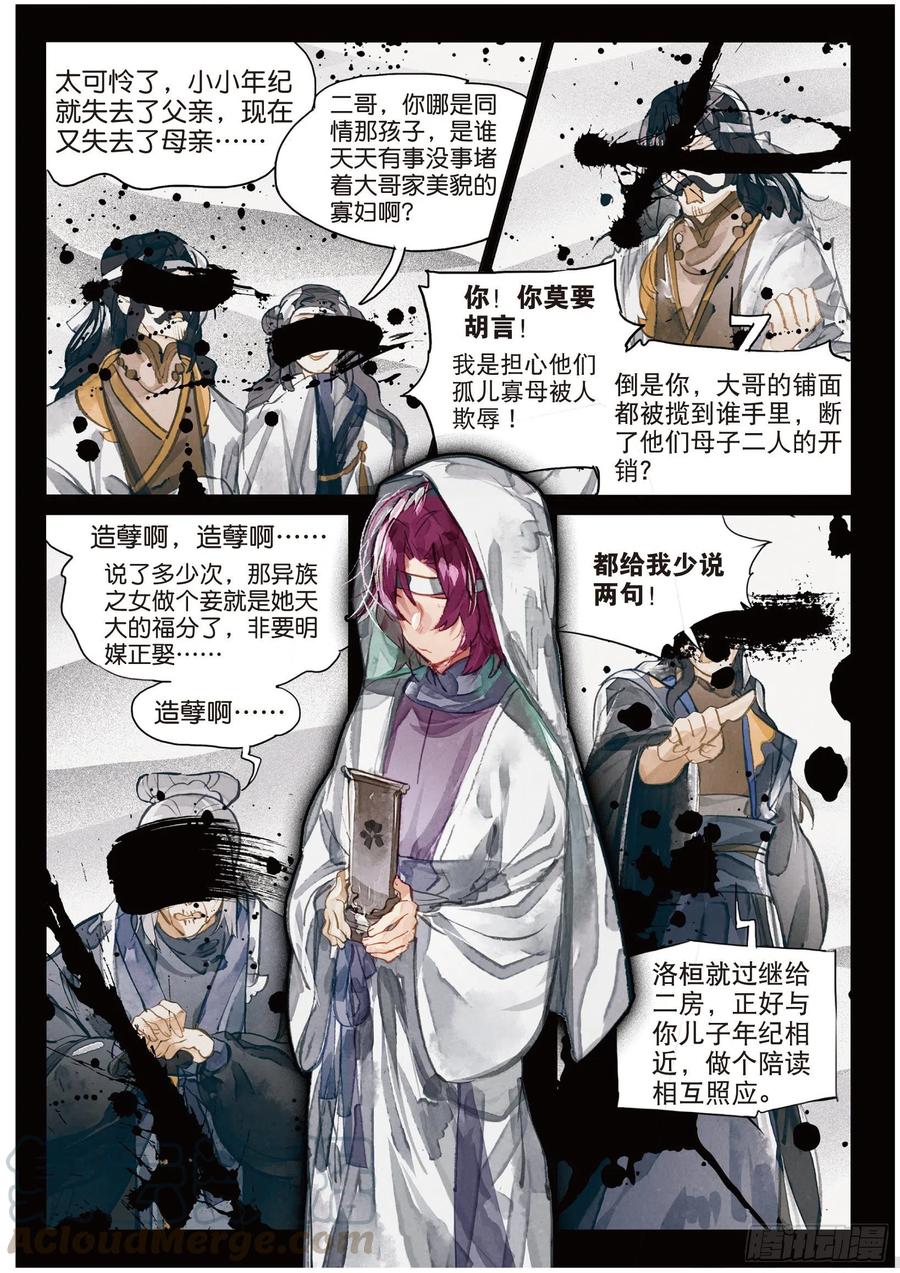 太可怜了，小小年纪
就失去了父亲，现在
又失去了母亲……
二哥，你哪是同
情那孩子，是谁
天天有事没事堵
着大哥家美貌的
寡妇啊？
你！你莫要
胡言！
我是担心他们
孤儿寡母被人
欺辱！
倒是你，大哥的铺面
都被揽到谁手里，断
了他们母子二人的开
销？
造孽啊，造孽啊……
说了多少次，那异族
之女做个妾就是她天
大的福分了，非要明
媒正娶……
造孽啊……
都给我少说
两句！
洛桓就过继给
二房，正好与
你儿子年纪相
近，做个陪读
相互照应。
ACloudMerge.com
腾讯动漫